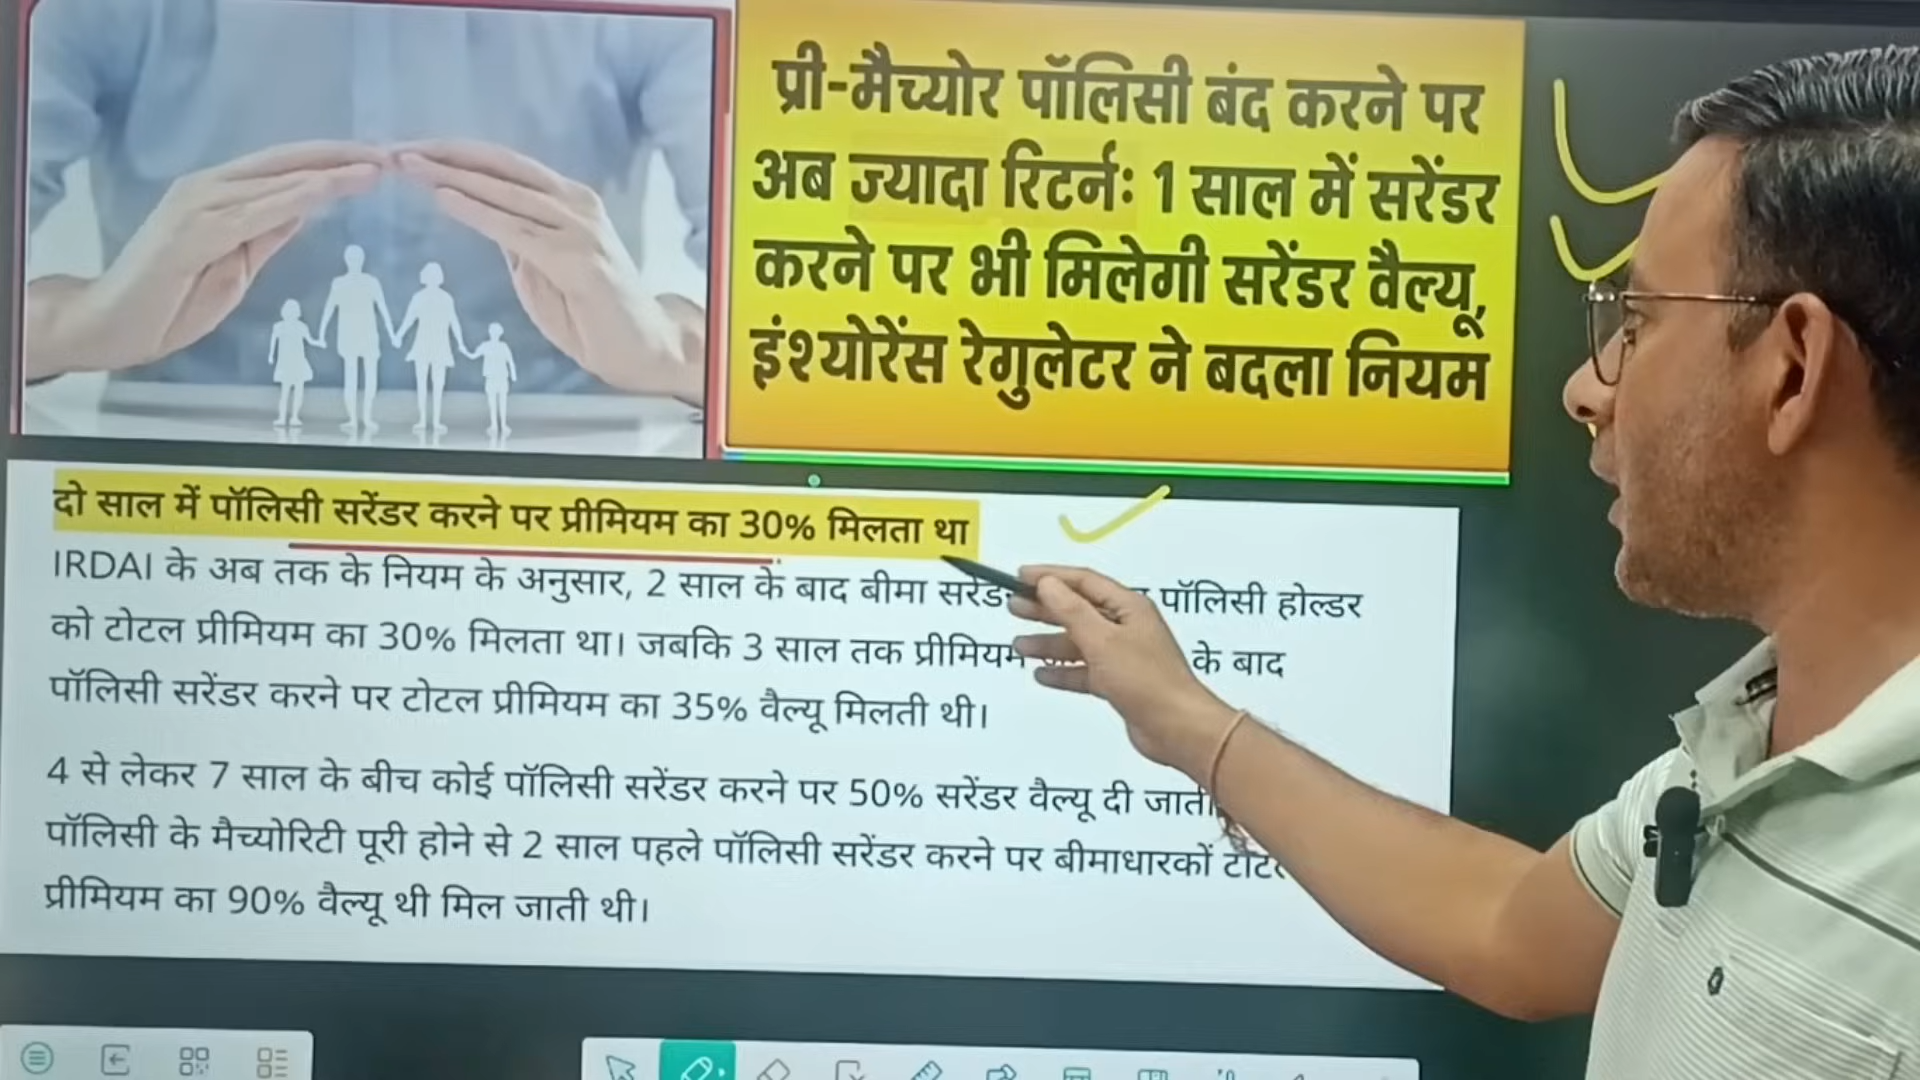 प्री-मैच्योर पॉलिसी बंद करने पर
अब ज्यादा रिटर्नः 1 साल में सरेंडर
करने पर भी मिलेगी सरेंडर वैल्यू,
इंश्योरेंस रेगुलेटर ने बदला नियम
दो साल में पॉलिसी सरेंडर करने पर प्रीमियम का 30% मिलता था
IRDAI के अब तक के नियम के अनुसार, 2 साल के बाद बीमा पॉलिसी होल्डर
को टोटल प्रीमियम का 30% मिलता था। जबकि 3 साल तक प्रीमियम के बाद
पॉलिसी सरेंडर करने पर टोटल प्रीमियम का 35% वैल्यू मिलती थी।
4 से लेकर 7 साल के बीच कोई पॉलिसी सरेंडर करने पर 50% सरेंडर वैल्यू दी जाती
पॉलिसी के मैच्योरिटी पूरी होने से 2 साल पहले पॉलिसी सरेंडर करने पर बीमाधारकों
प्रीमियम का 90% वैल्यू थी मिल जाती थी।